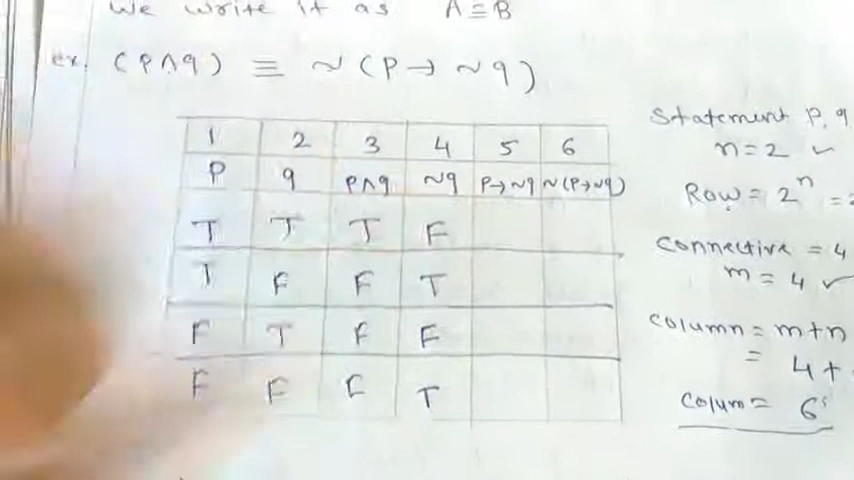 We write it as A≡B
ex. (P∧q) ≡ ~(P→ ~q)
1 2 3 4 5 6
P q P∧q ~q P→~q ~(P→~q)
T T T F
T F F T
F T F F
F F F T
Statement P, q
n=2 ✓
Row = 2ⁿ =
Connective = 4
m = 4 ✓
Column = m+n
= 4+
Colum = 6